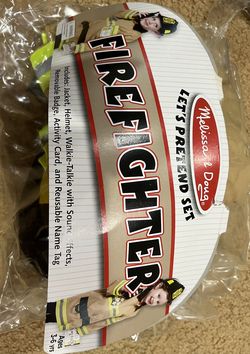 Melissa & Doug
LET'S PRETEND SET
FIREFIGHTER
Includes: Jacket, Helmet, Walkie-Talkie with Sound Effects,
Removable Badge, Activity Card, and Reusable Name Tag
Ages
3-6 yrs